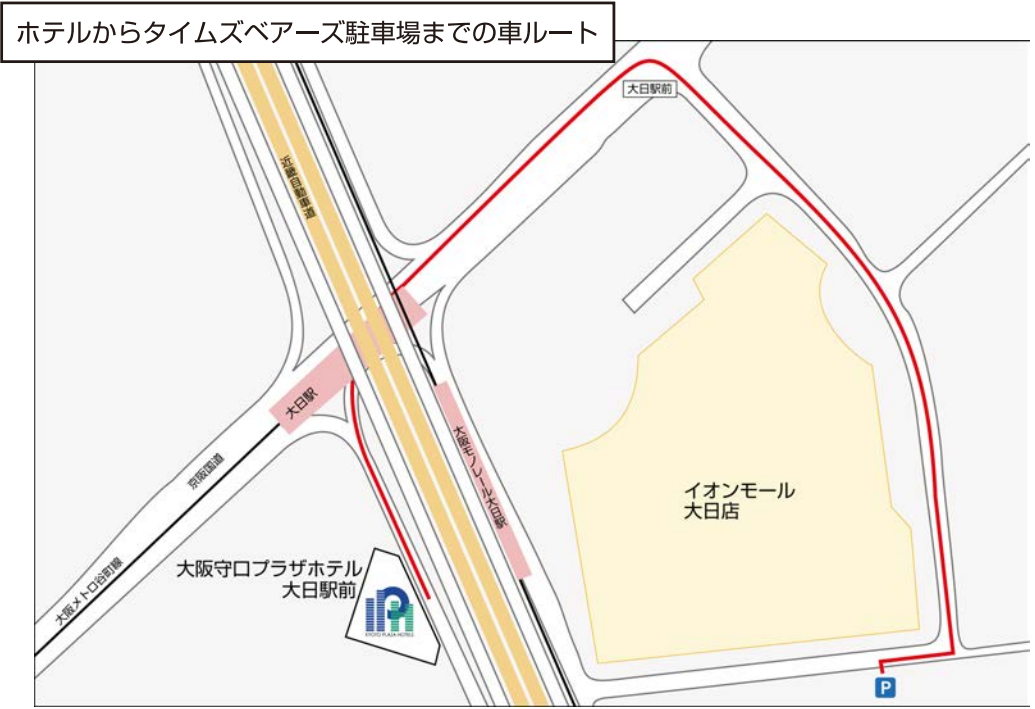 ホテルからタイムズベアーズ駐車場までの車ルート
大日駅前
近畿自動車道
大日駅
大阪モノレール大日駅
京阪国道
イオンモール
大日店
大阪守口プラザホテル
大日駅前
大阪メトロ谷町線
KYOTO PLAZA HOTELS
P